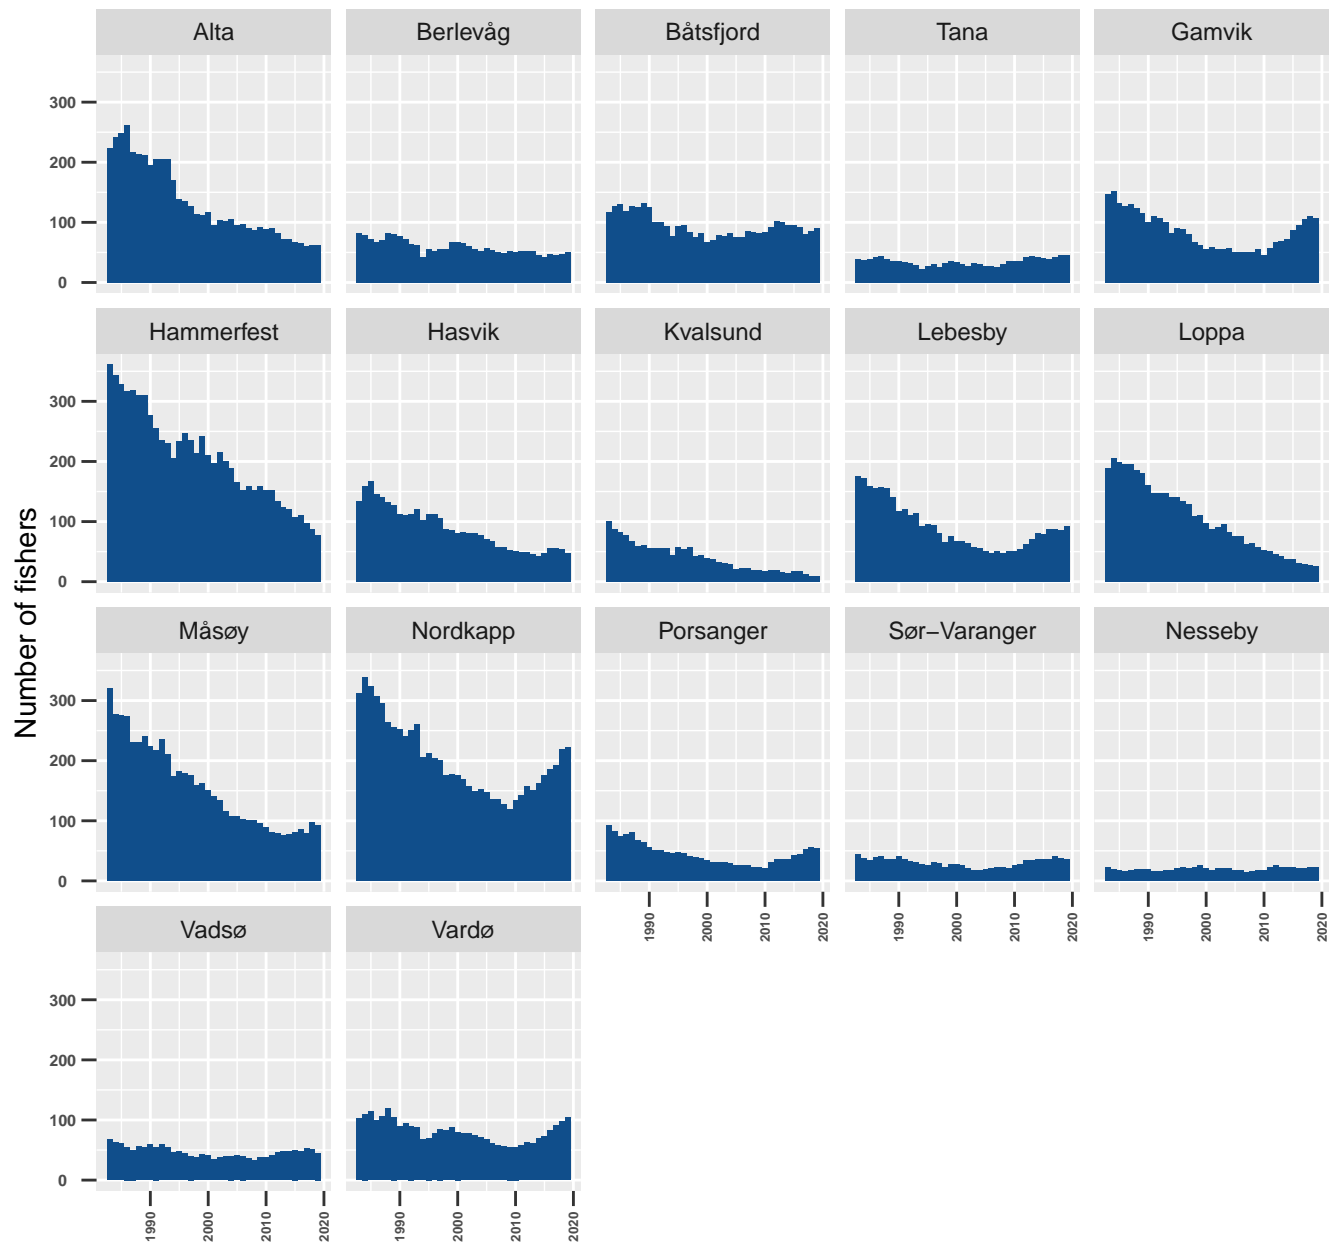 Alta Berlevåg Båtsfjord Tana Gamvik
300
200
100
0
Hammerfest Hasvik Kvalsund Lebesby Loppa
300
200
100
0
Number of fishers
Måsøy Nordkapp Porsanger Sør−Varanger Nesseby
300
200
100
0
1990 2000 2010 2020 1990 2000 2010 2020 1990 2000 2010 2020
Vadsø Vardø
300
200
100
0
1990 2000 2010 2020 1990 2000 2010 2020